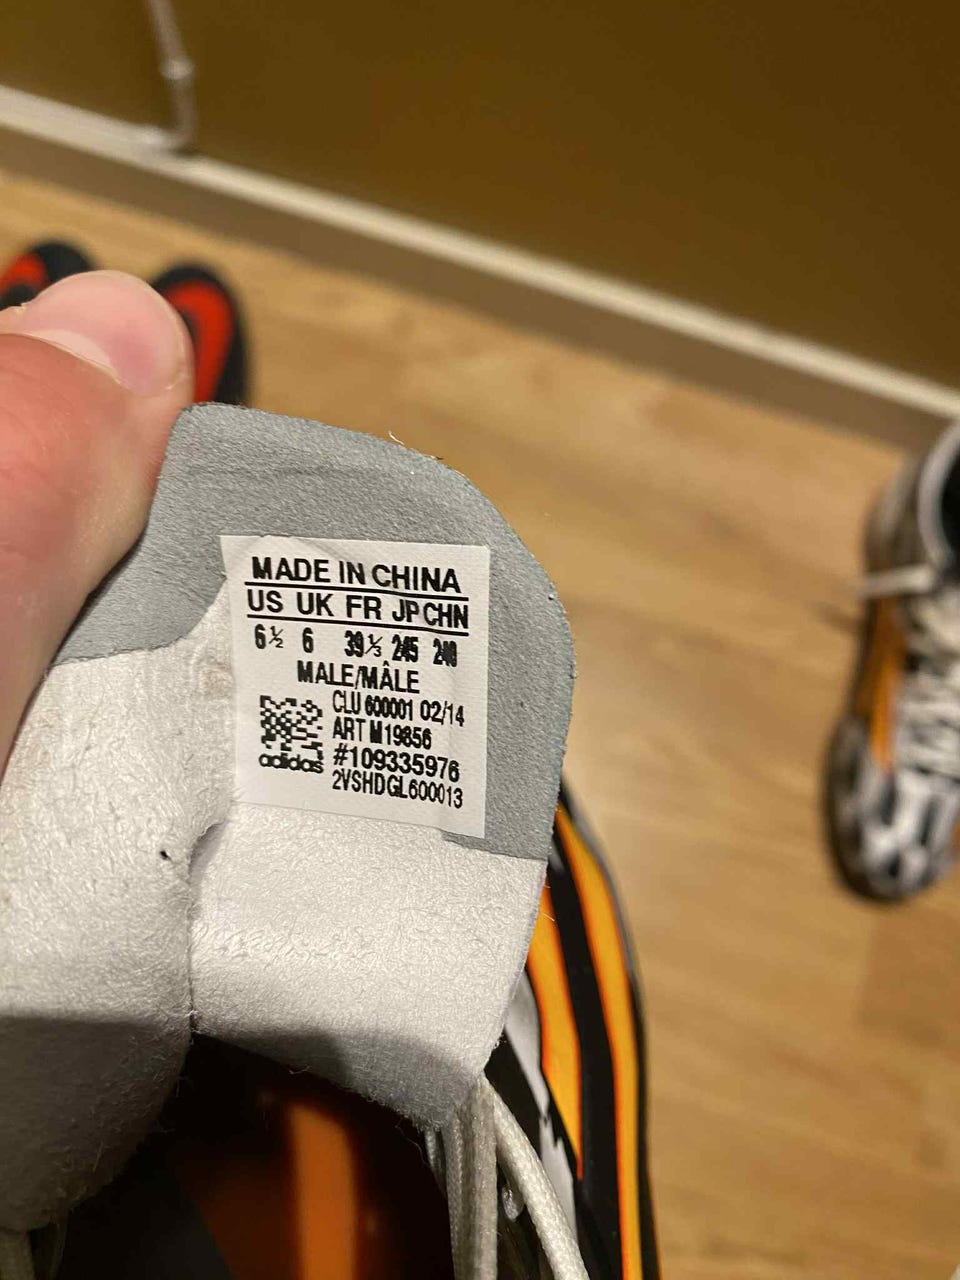 MADE IN CHINA
US UK FR JP CHN
6½ 6 39⅓ 245 240
MALE/MÂLE
CLU 600001 02/14
ART M19856
#109335976
adidas
2VSHDGL600013